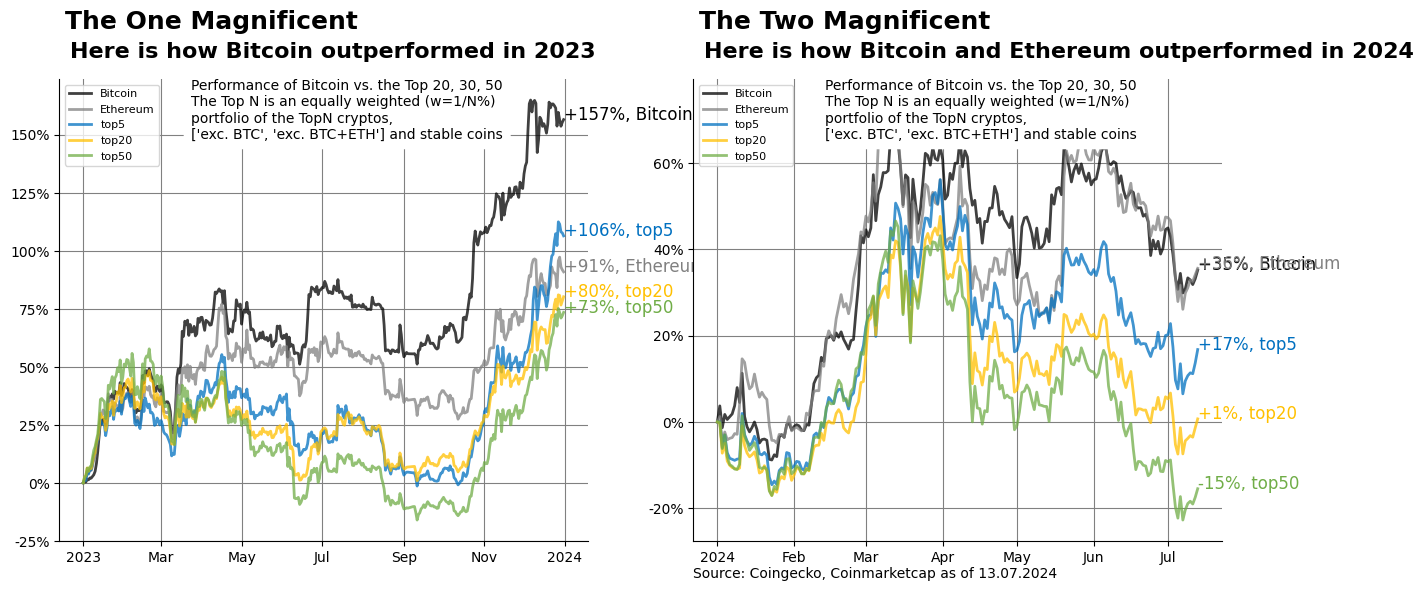 The One Magnificent
Here is how Bitcoin outperformed in 2023
Performance of Bitcoin vs. the Top 20, 30, 50
The Top N is an equally weighted (w=1/N%)
portfolio of the TopN cryptos,
['exc. BTC', 'exc. BTC+ETH'] and stable coins
Bitcoin
Ethereum
top5
top20
top50
150%
125%
100%
75%
50%
25%
0%
-25%
+157%, Bitcoin
+106%, top5
+91%, Ethereu
+80%, top20
+73%, top50
2023
Mar
May
Jul
Sep
Nov
2024
The Two Magnificent
Here is how Bitcoin and Ethereum outperformed in 2024
Performance of Bitcoin vs. the Top 20, 30, 50
The Top N is an equally weighted (w=1/N%)
portfolio of the TopN cryptos,
['exc. BTC', 'exc. BTC+ETH'] and stable coins
Bitcoin
Ethereum
top5
top20
top50
60%
40%
20%
0%
-20%
+35%, Bitcoin
Ethereum
+17%, top5
+1%, top20
-15%, top50
2024
Feb
Mar
Apr
May
Jun
Jul
Source: Coingecko, Coinmarketcap as of 13.07.2024